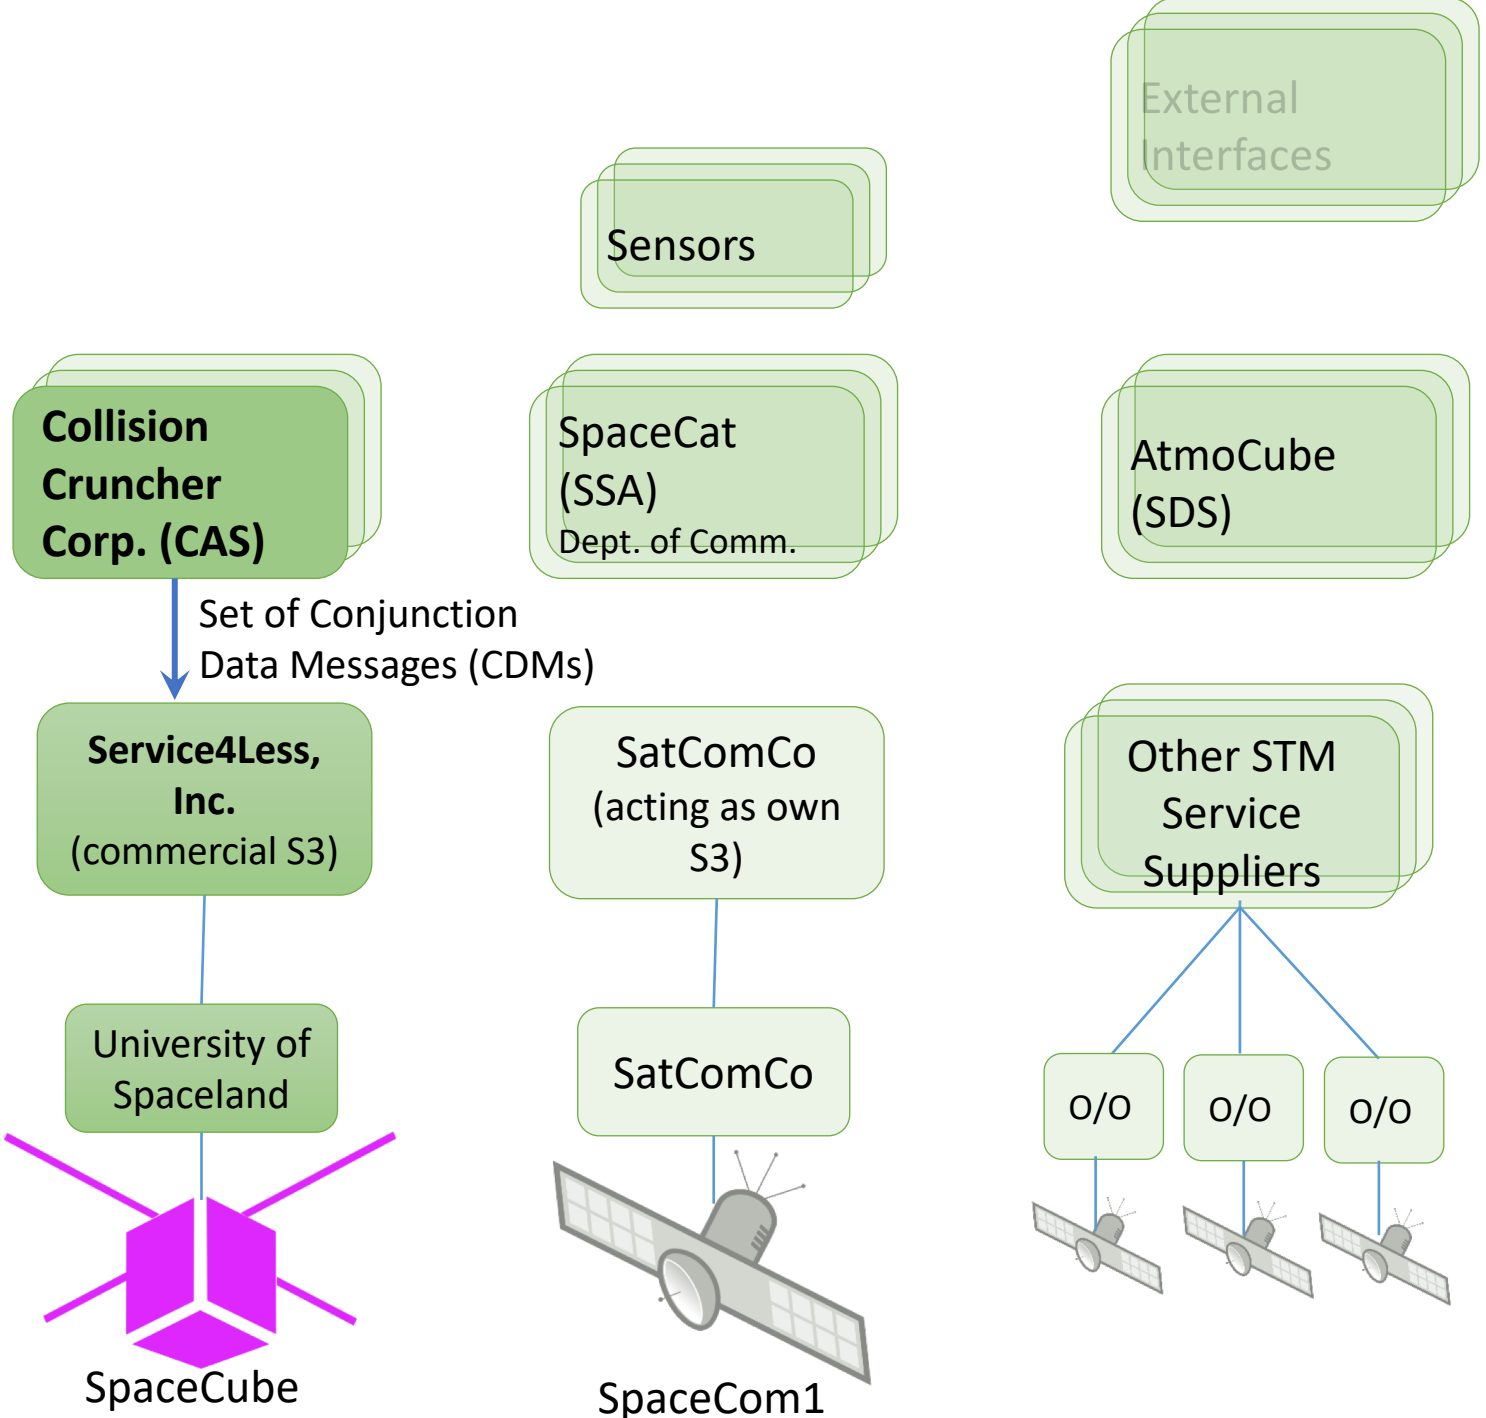 External
Interfaces
Sensors
Collision
Cruncher
Corp. (CAS)
SpaceCat
(SSA)
Dept. of Comm.
AtmoCube
(SDS)
Set of Conjunction
Data Messages (CDMs)
Service4Less,
Inc.
(commercial S3)
SatComCo
(acting as own
S3)
Other STM
Service
Suppliers
University of
Spaceland
SatComCo
O/O
O/O
O/O
SpaceCube
SpaceCom1